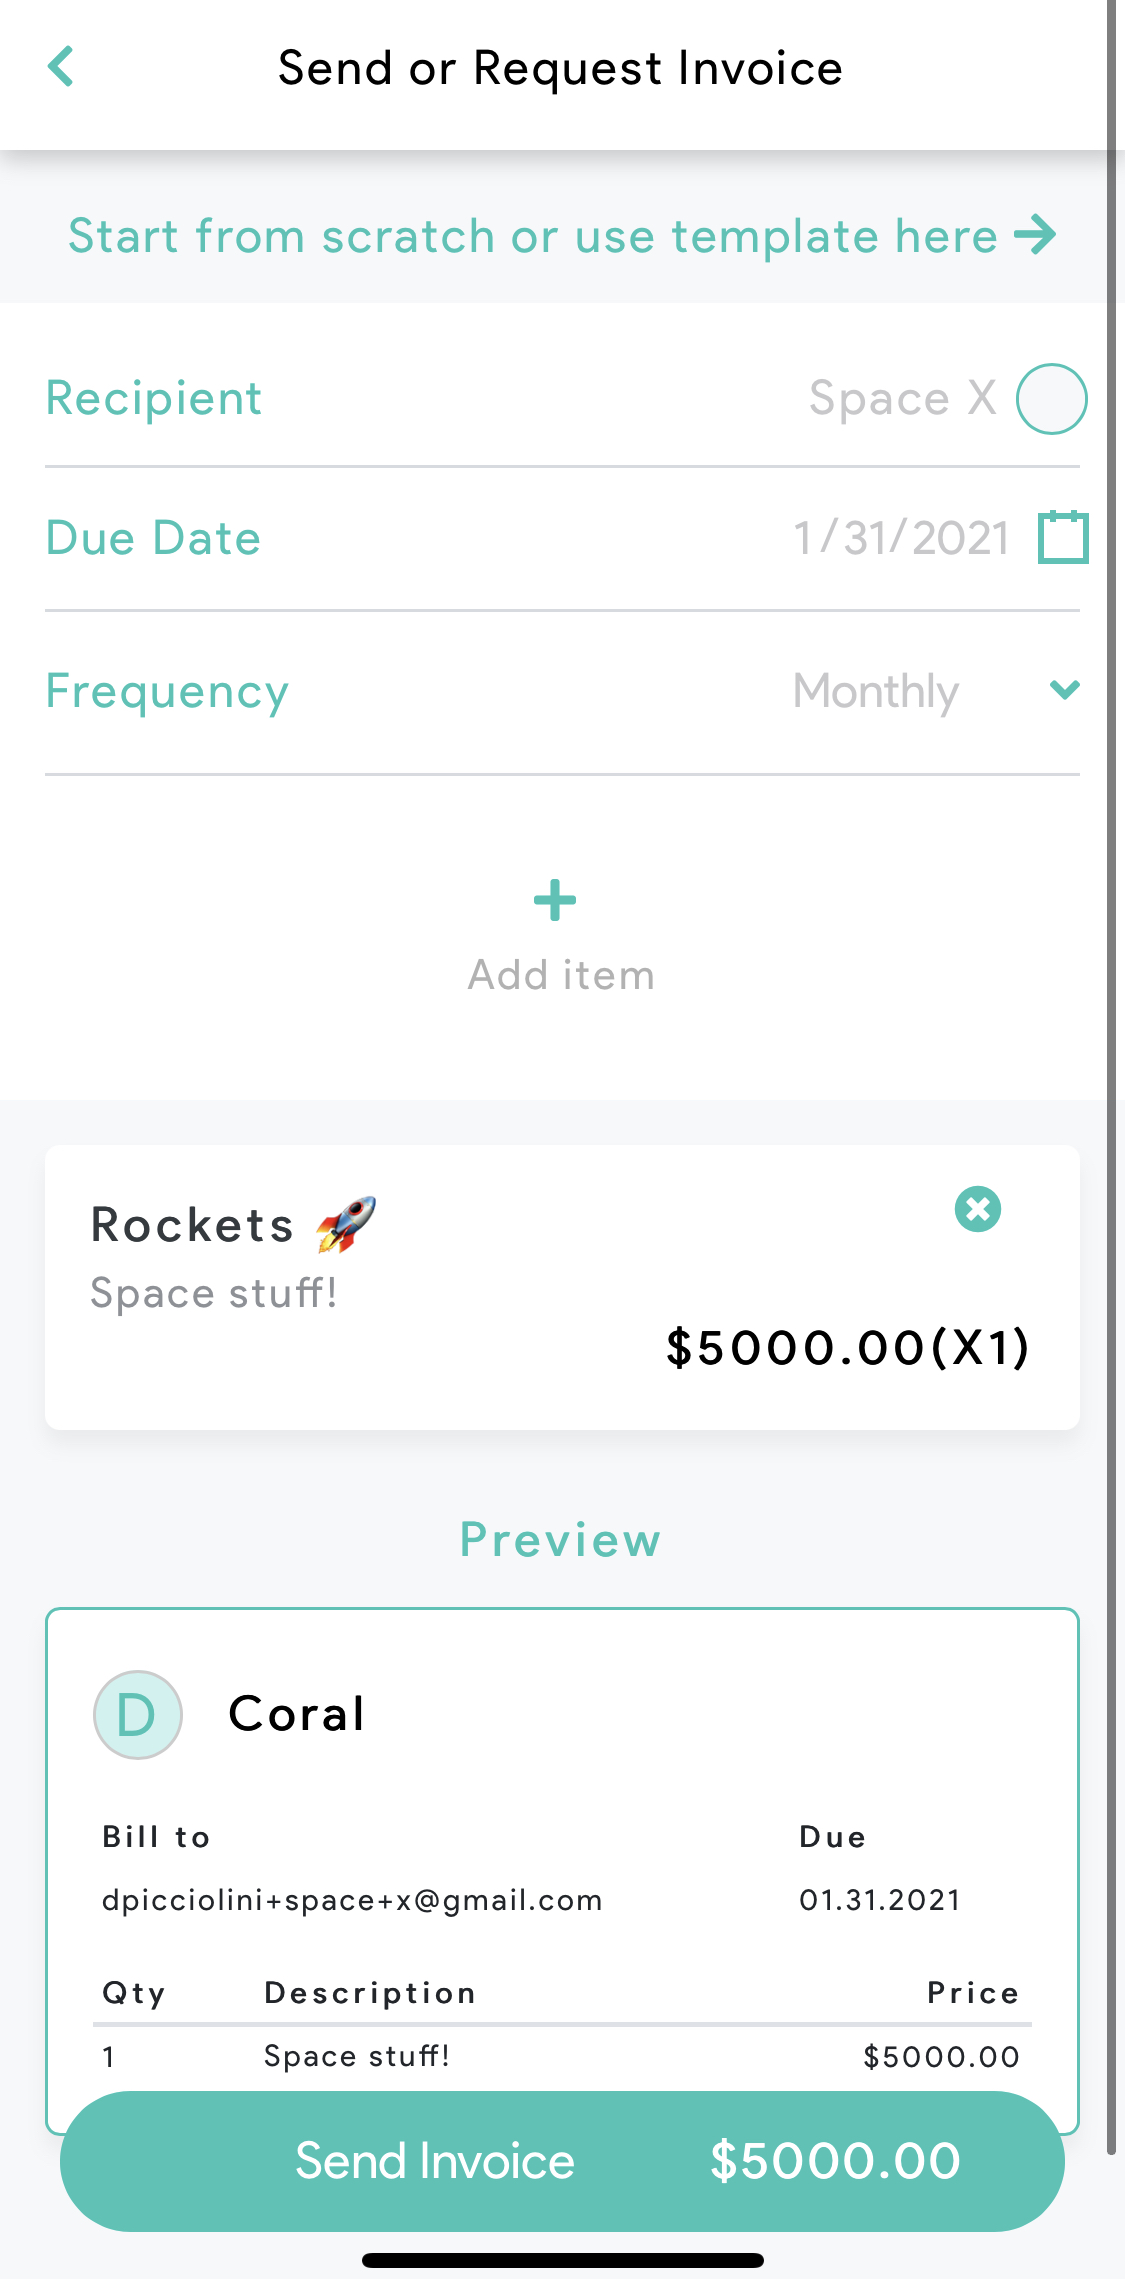 Send or Request Invoice
Start from scratch or use template here
Recipient Space X
Due Date 1/31/2021
Frequency Monthly
Add item
Rockets 🚀
Space stuff!
$5000.00(X1)
Preview
D Coral
Bill to Due
dpicciolini+space+x@gmail.com 01.31.2021
Qty Description Price
1 Space stuff! $5000.00
Send Invoice $5000.00